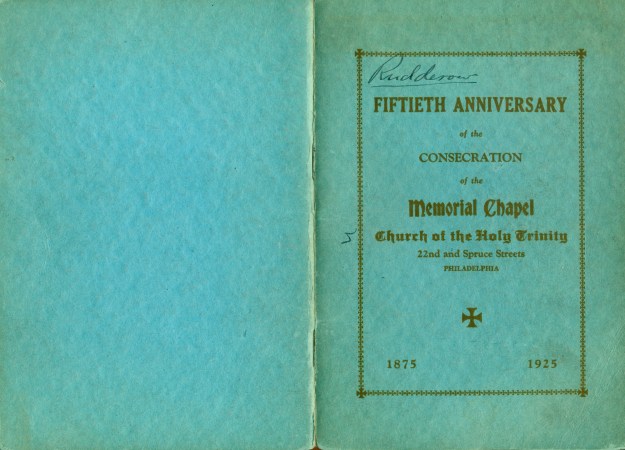 Rudderow
FIFTIETH ANNIVERSARY
of the
CONSECRATION
of the
Memorial Chapel
Church of the Holy Trinity
22nd and Spruce Streets
PHILADELPHIA
1875 1925